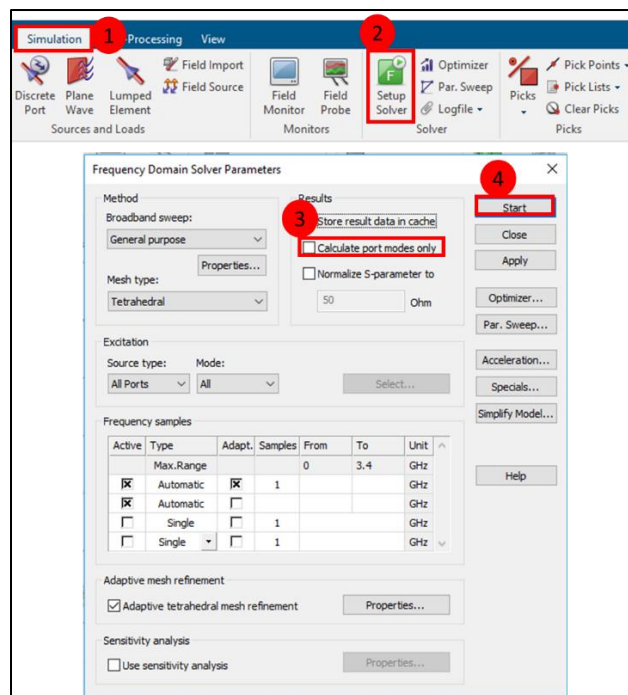 Simulation 1 -Processing View 2
Discrete Port
Plane Wave
Lumped Element
Field Import
Field Source
Sources and Loads
Field Monitor
Field Probe
Monitors
Setup Solver
Optimizer
Par. Sweep
Logfile
Solver
Picks
Pick Points
Pick Lists
Clear Picks
Picks
Frequency Domain Solver Parameters
4
Method
Broadband sweep:
General purpose
Properties...
Mesh type:
Tetrahedral
Results
3 Store result data in cache
Calculate port modes only
Normalize S-parameter to
50 Ohm
Start
Close
Apply
Optimizer...
Par. Sweep...
Acceleration...
Specials...
Simplify Model...
Help
Excitation
Source type: Mode:
All Ports All Select...
Frequency samples
Active Type Adapt. Samples From To Unit
Max.Range 0 3.4 GHz
Automatic 1 GHz
Automatic GHz
Single 1 GHz
Single 1 GHz
Adaptive mesh refinement
Adaptive tetrahedral mesh refinement Properties...
Sensitivity analysis
Use sensitivity analysis Properties...